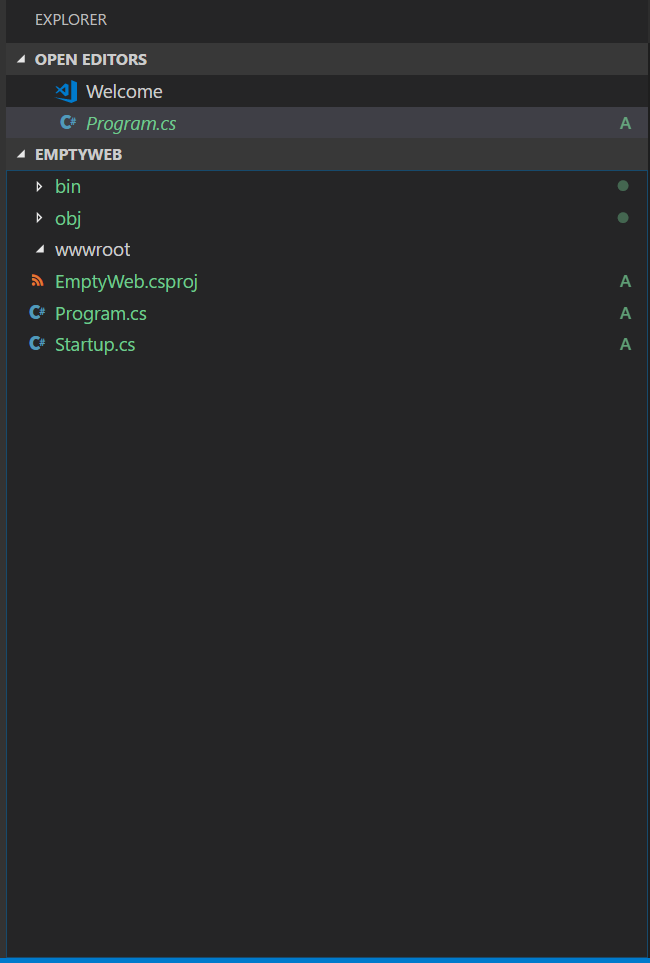 EXPLORER
OPEN EDITORS
Welcome
Program.cs A
EMPTYWEB
bin
obj
wwwroot
EmptyWeb.csproj A
Program.cs A
Startup.cs A